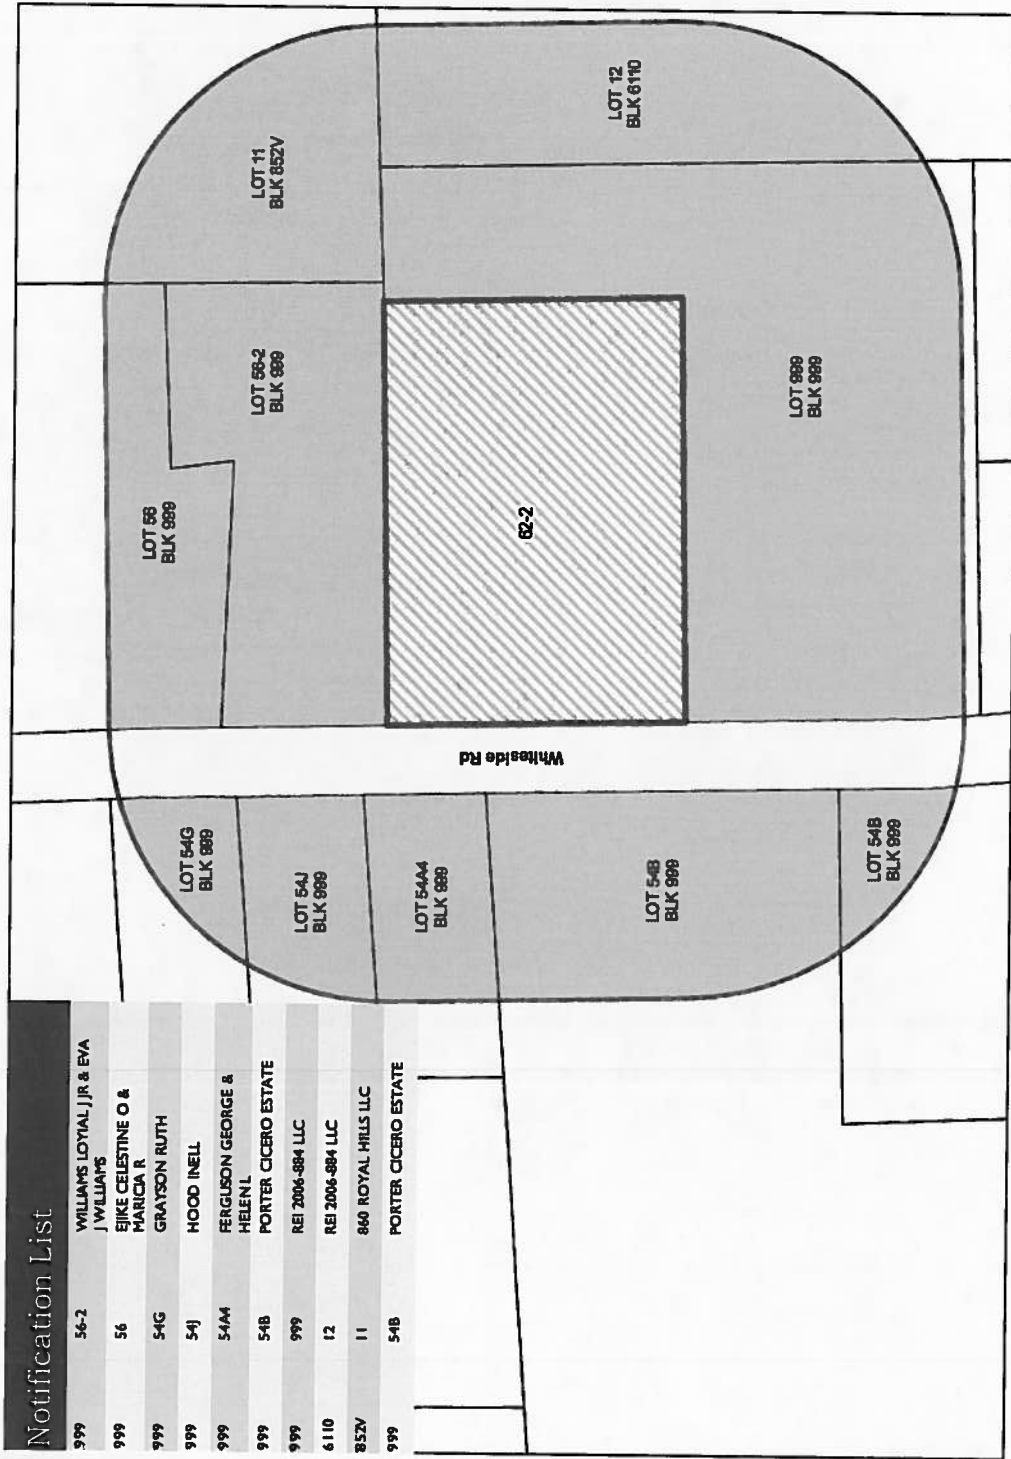 Notification List
999 56-2 WILLIAMS LOYIAL J JR & EVA
J WILLIAMS
999 56 EJIKE CELESTINE O &
MARICIA R
999 54G GRAYSON RUTH
999 54J HOOD INELL
999 54A4 FERGUSON GEORGE &
HELEN L
999 54B PORTER CICERO ESTATE
999 999 REI 2006-884 LLC
6110 12 REI 2006-884 LLC
852V 11 860 ROYAL HILLS LLC
999 54B PORTER CICERO ESTATE
LOT 54G
BLK 999
LOT 54J
BLK 999
LOT 54A4
BLK 999
LOT 54B
BLK 999
LOT 54B
BLK 999
Whiteside Rd
LOT 56
BLK 999
LOT 56-2
BLK 999
62-2
LOT 999
BLK 999
LOT 11
BLK 852V
LOT 12
BLK 6110